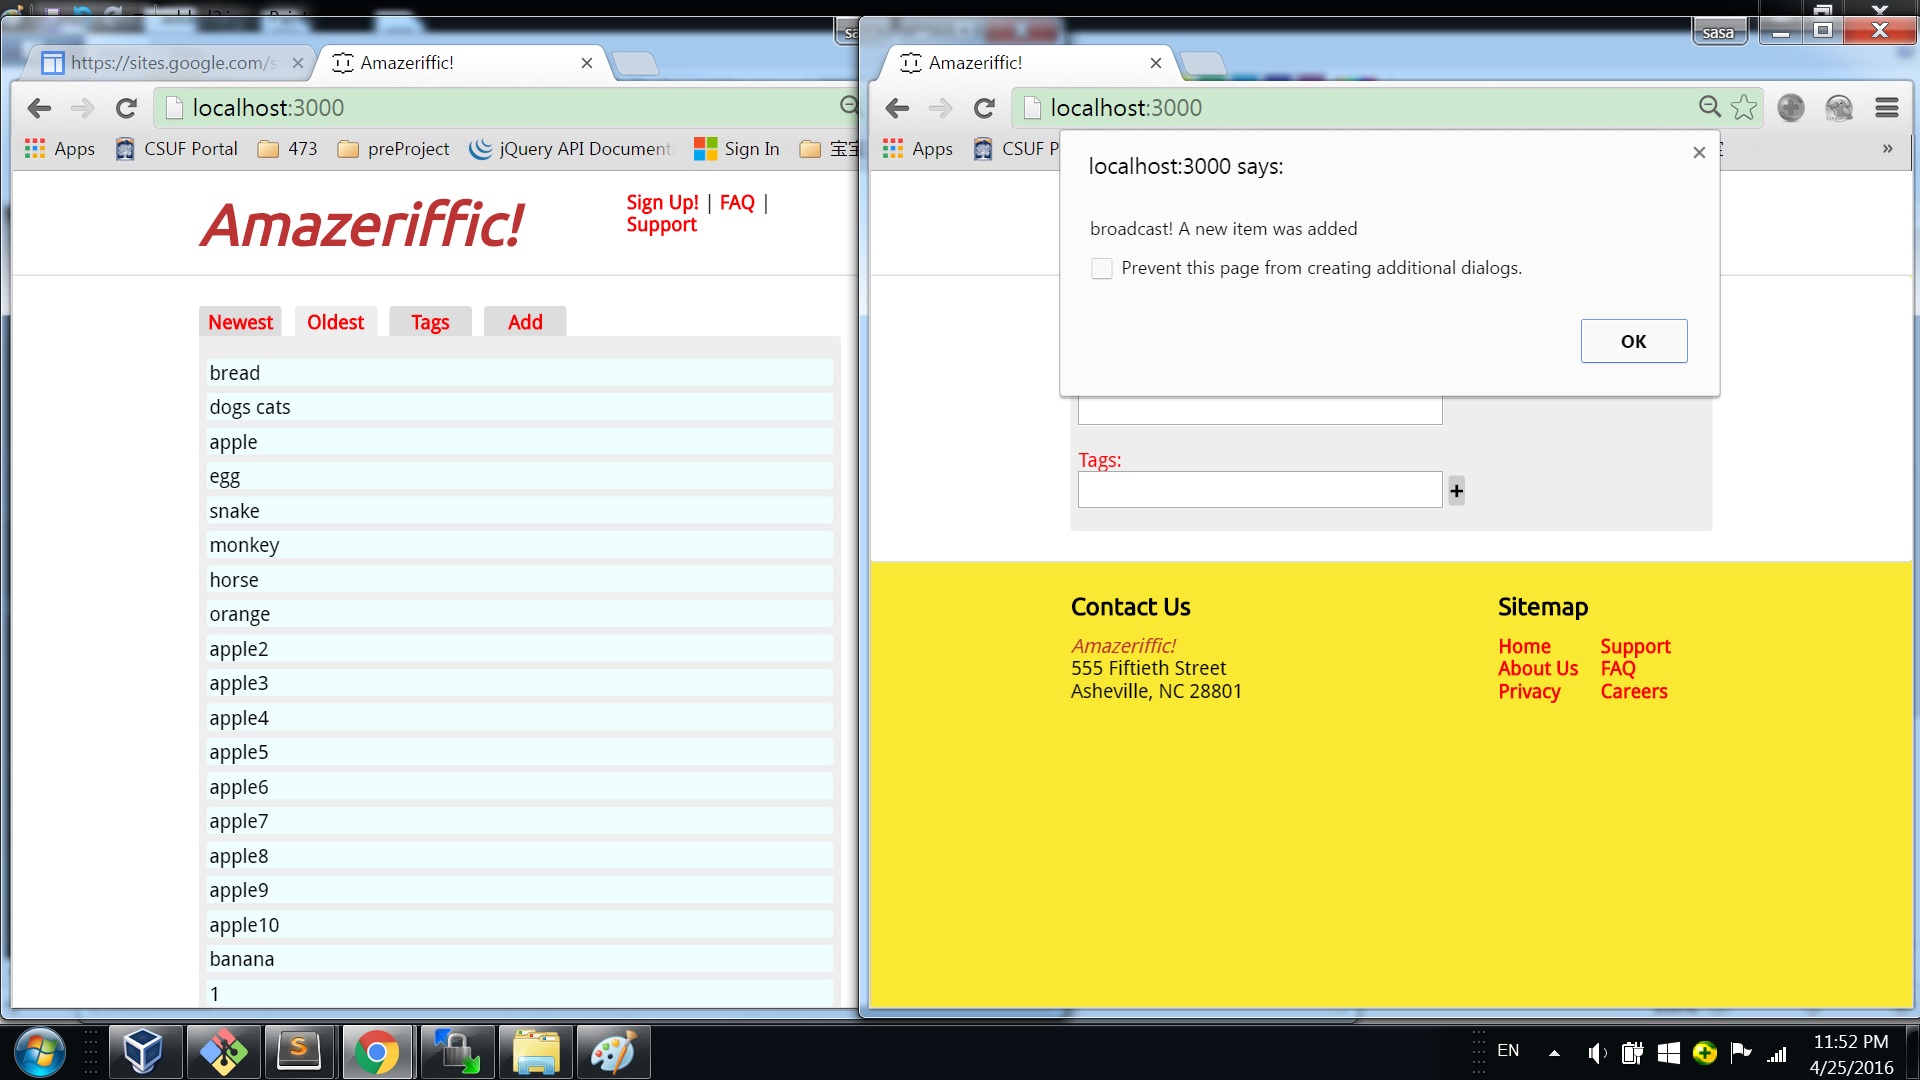 sasa
https://sites.google.com/s
Amazeriffic!
localhost:3000
Apps
CSUF Portal
473
preProject
jQuery API Document
Sign In
Amazeriffic!
Sign Up! | FAQ |
Support
Newest
Oldest
Tags
Add
bread
dogs cats
apple
egg
snake
monkey
horse
orange
apple2
apple3
apple4
apple5
apple6
apple7
apple8
apple9
apple10
banana
1
Amazeriffic!
localhost:3000
Apps
CSUF P
localhost:3000 says:
broadcast! A new item was added
Prevent this page from creating additional dialogs.
OK
Tags:
+
Contact Us
Amazeriffic!
555 Fiftieth Street
Asheville, NC 28801
Sitemap
Home
Support
About Us
FAQ
Privacy
Careers
EN
11:52 PM
4/25/2016